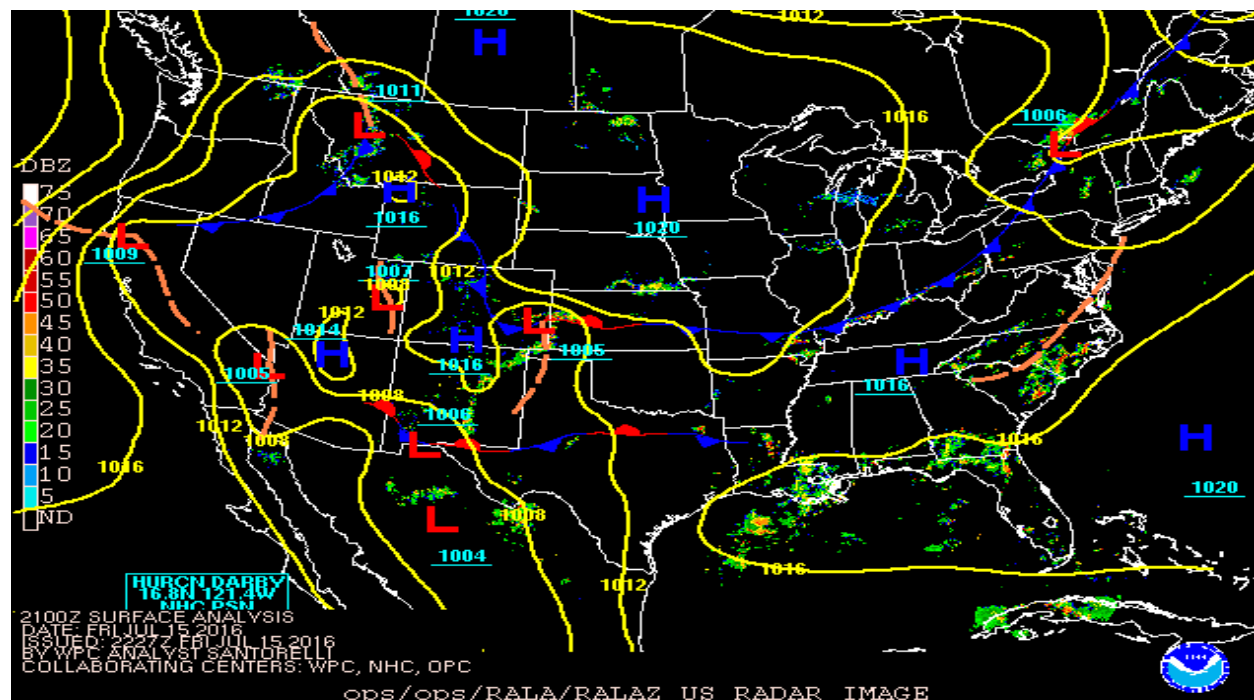 1020
H
1012
1011
L
1006
1016
L
DBZ
75
70
65
60
55
50
45
40
35
30
25
20
15
10
5
ND
1012
H
1016
H
1020
L
1009
1007
1008
L
1012
1012
1014
H
H
1016
L
1005
L
1005
H
1016
1008
L
1012
1008
1016
1016
H
1020
L
1004
1008
1012
1016
HURCN DARBY
16.8N 121.4W
NHC PSN
2100Z SURFACE ANALYSIS
DATE: FRI JUL 15 2016
ISSUED: 2227Z FRI JUL 15 2016
BY WPC ANALYST SANTORELLI
COLLABORATING CENTERS: WPC, NHC, OPC
ops/ops/RALA/RALAZ US RADAR IMAGE